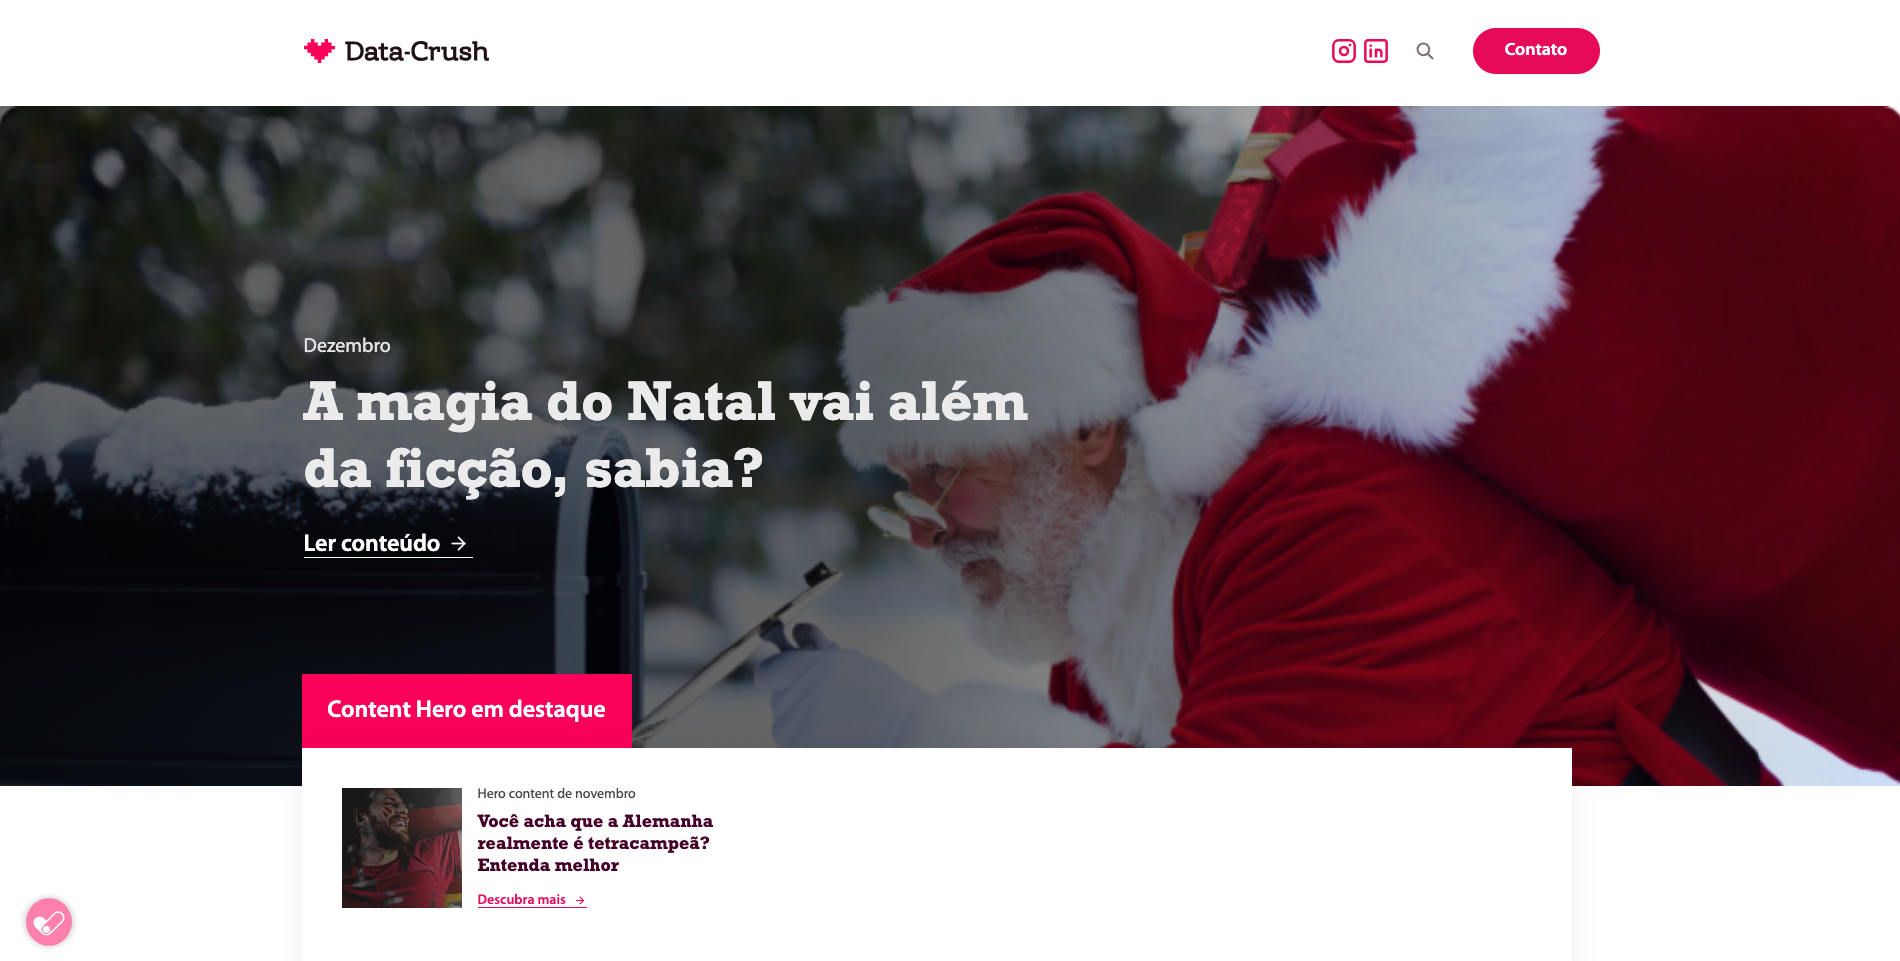 Data-Crush
Contato
Dezembro
A magia do Natal vai além
da ficção, sabia?
Ler conteúdo →
Content Hero em destaque
Hero content de novembro
Você acha que a Alemanha
realmente é tetracampeã?
Entenda melhor
Descubra mais →